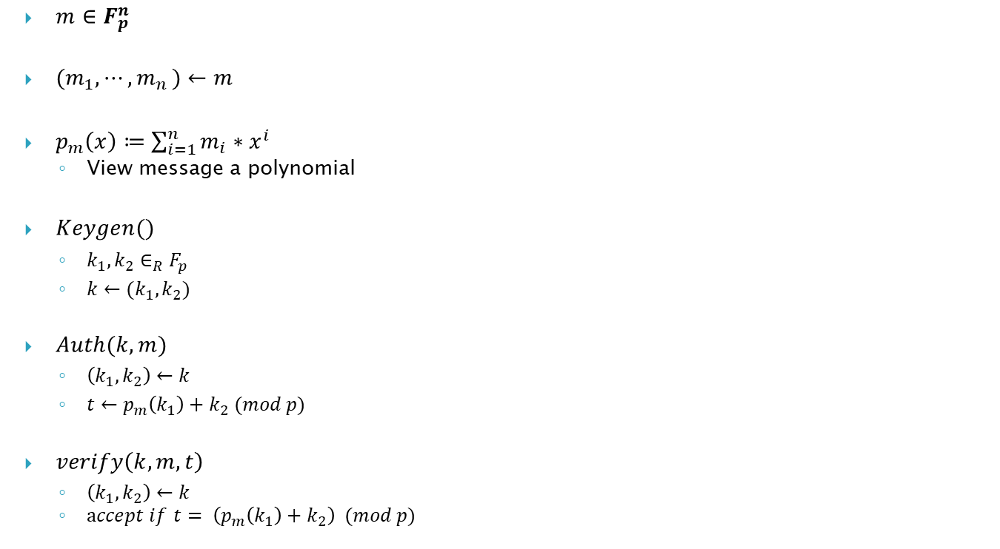 m ∈ F_p^n
(m_1, ⋯, m_n ) ← m
p_m(x) ≔ ∑_{i=1}^n m_i * x^i
View message a polynomial
Keygen()
k_1, k_2 ∈_R F_p
k ← (k_1, k_2)
Auth(k, m)
(k_1, k_2) ← k
t ← p_m(k_1) + k_2 (mod p)
verify(k, m, t)
(k_1, k_2) ← k
accept if t = (p_m(k_1) + k_2) (mod p)